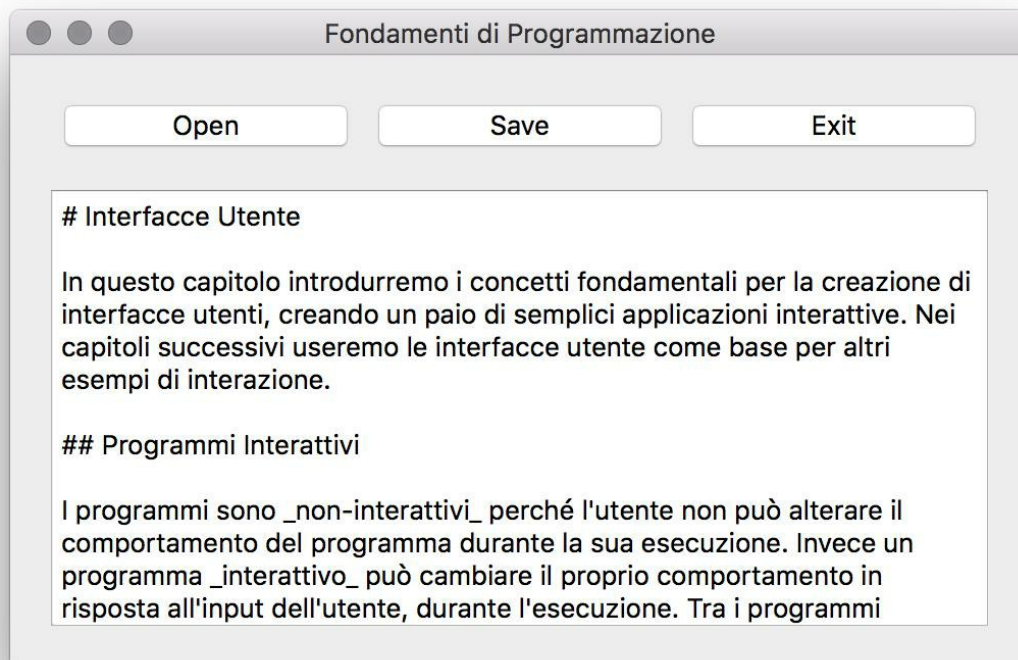 Fondamenti di Programmazione
Open Save Exit
# Interfacce Utente
In questo capitolo introdurremo i concetti fondamentali per la creazione di
interfacce utenti, creando un paio di semplici applicazioni interattive. Nei
capitoli successivi useremo le interfacce utente come base per altri
esempi di interazione.
## Programmi Interattivi
I programmi sono _non-interattivi_ perché l'utente non può alterare il
comportamento del programma durante la sua esecuzione. Invece un
programma _interattivo_ può cambiare il proprio comportamento in
risposta all'input dell'utente, durante l'esecuzione. Tra i programmi